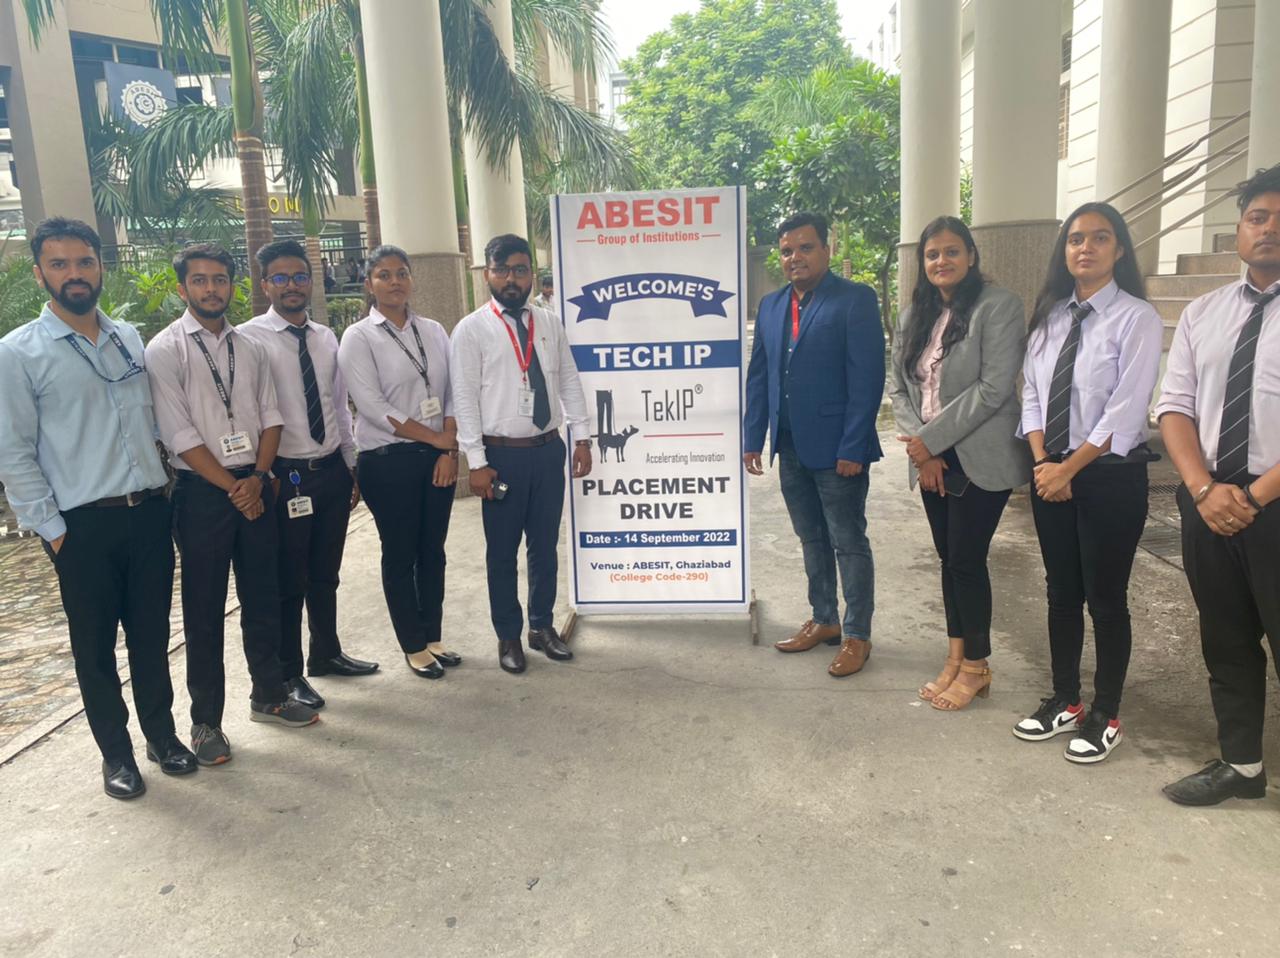 ABESIT
ABESIT
Group of Institutions
WELCOME'S
TECH IP
TekIP®
Accelerating Innovation
PLACEMENT
DRIVE
Date :- 14 September 2022
Venue : ABESIT, Ghaziabad
(College Code-290)